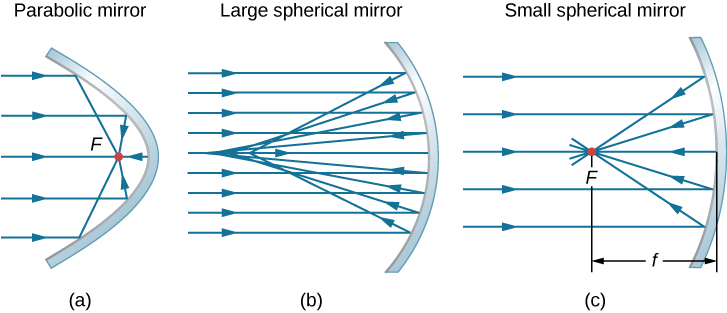 Parabolic mirror
Large spherical mirror
Small spherical mirror
F
F
f
(a)
(b)
(c)